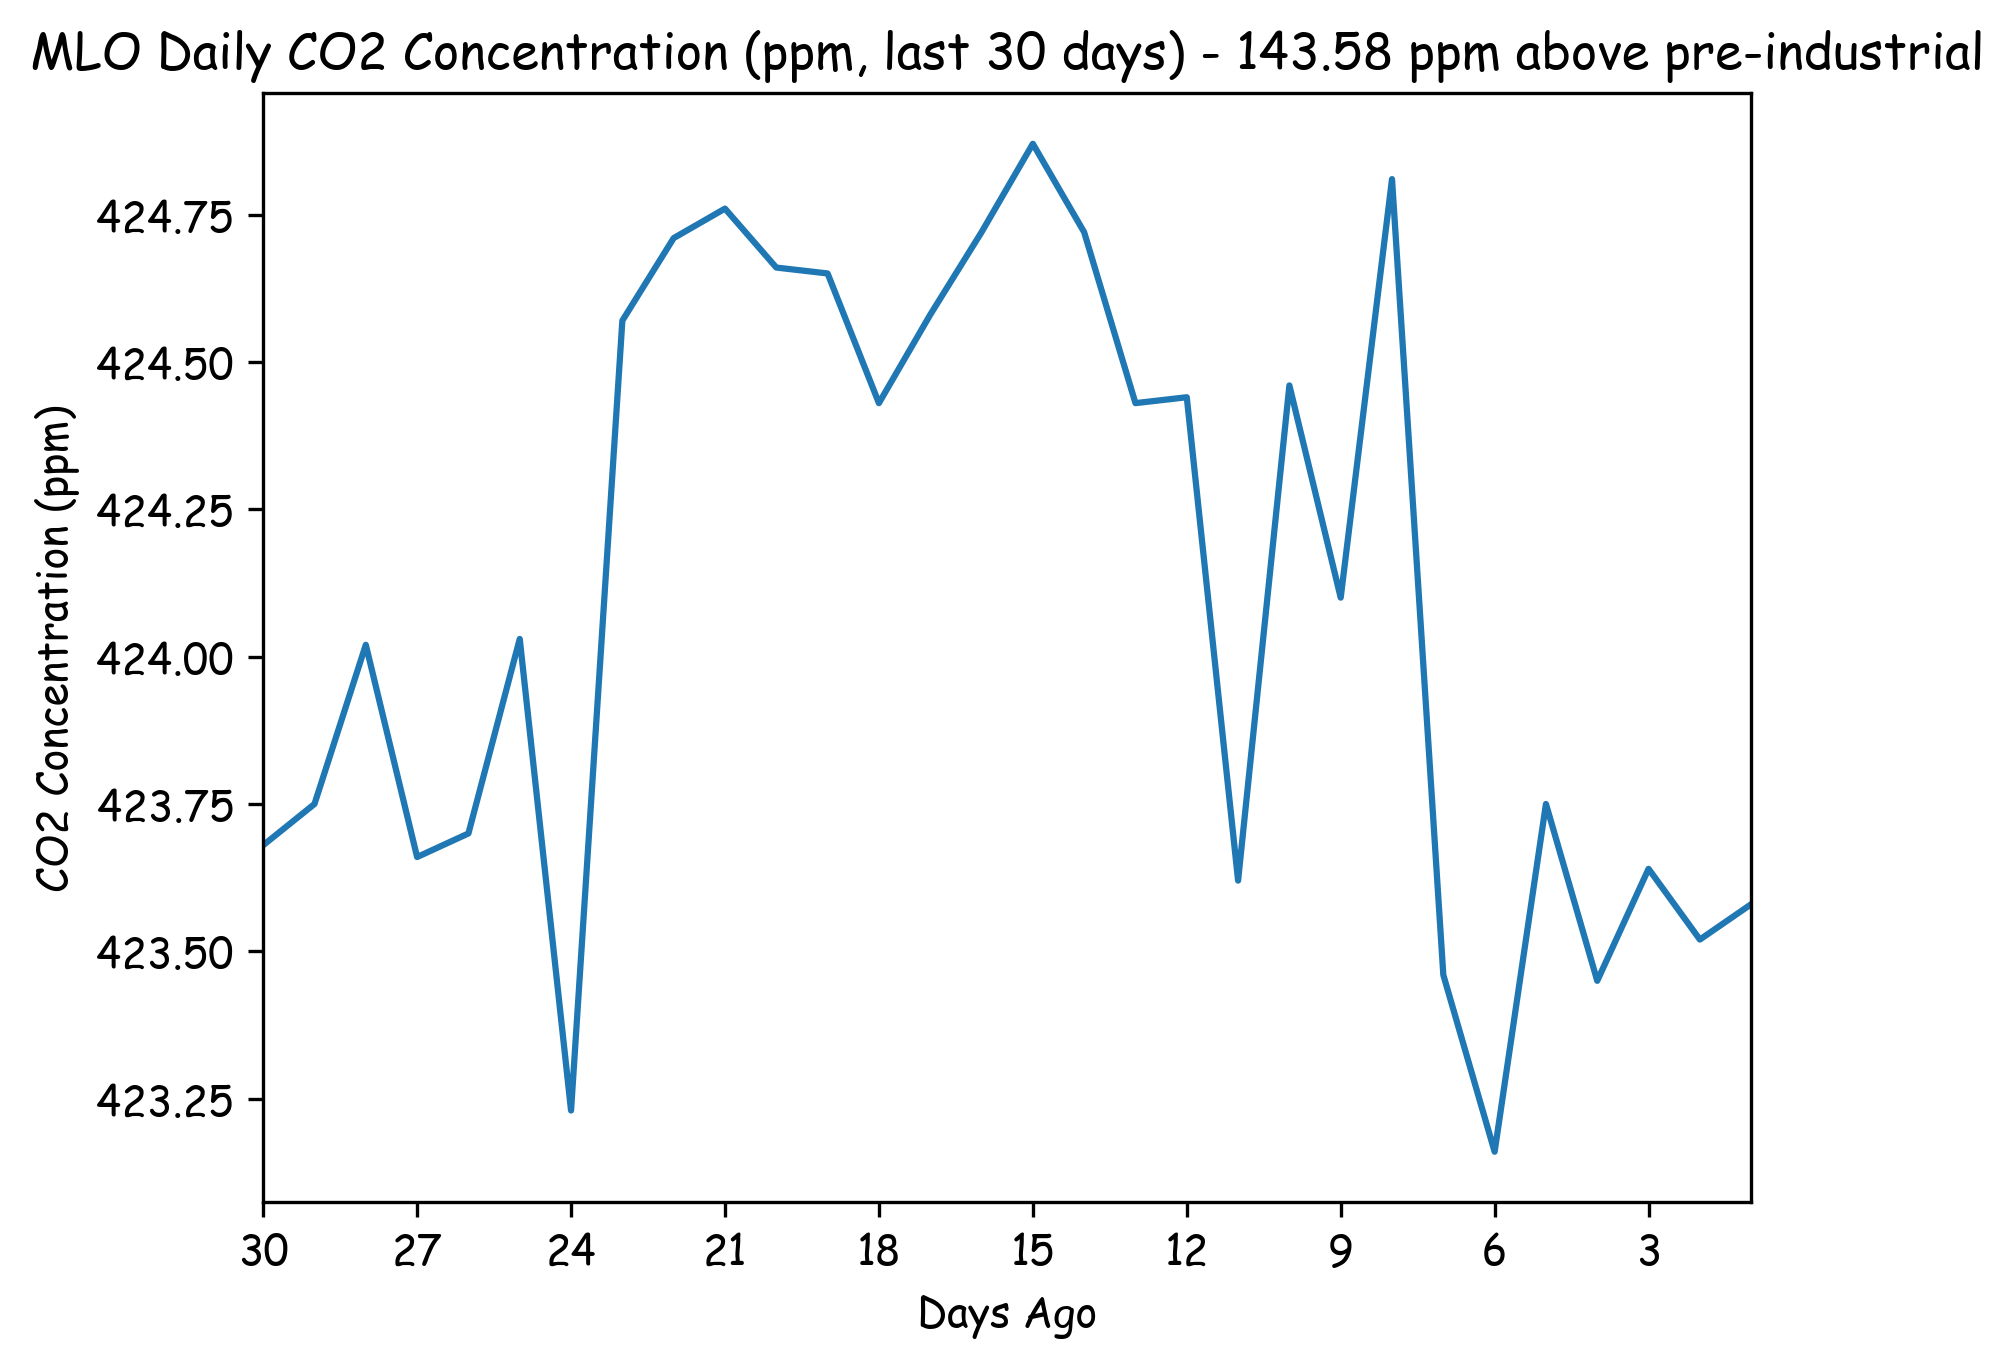 MLO Daily CO2 Concentration (ppm, last 30 days) - 143.58 ppm above pre-industrial
CO2 Concentration (ppm)
424.75
424.50
424.25
424.00
423.75
423.50
423.25
30 27 24 21 18 15 12 9 6 3
Days Ago